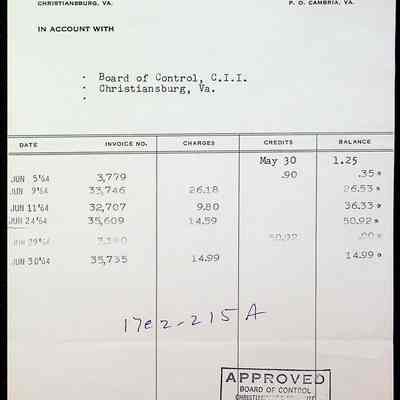 CHRISTIANSBURG, VA. P. O. CAMBRIA, VA.
IN ACCOUNT WITH
Board of Control, C.I.I.
Christiansburg, Va.
DATE INVOICE NO. CHARGES CREDITS BALANCE
May 30 1.25
JUN 5'64 3,779 .90 .35*
JUN 9'64 33,746 26.18 26.53*
JUN 11'64 32,707 9.80 36.33*
JUN 24'64 35,609 14.59 50.92*
JUN 29'64 50.92 .00*
JUN 30'64 35,735 14.99 14.99*
17e2-215A
APPROVED
BOARD OF CONTROL